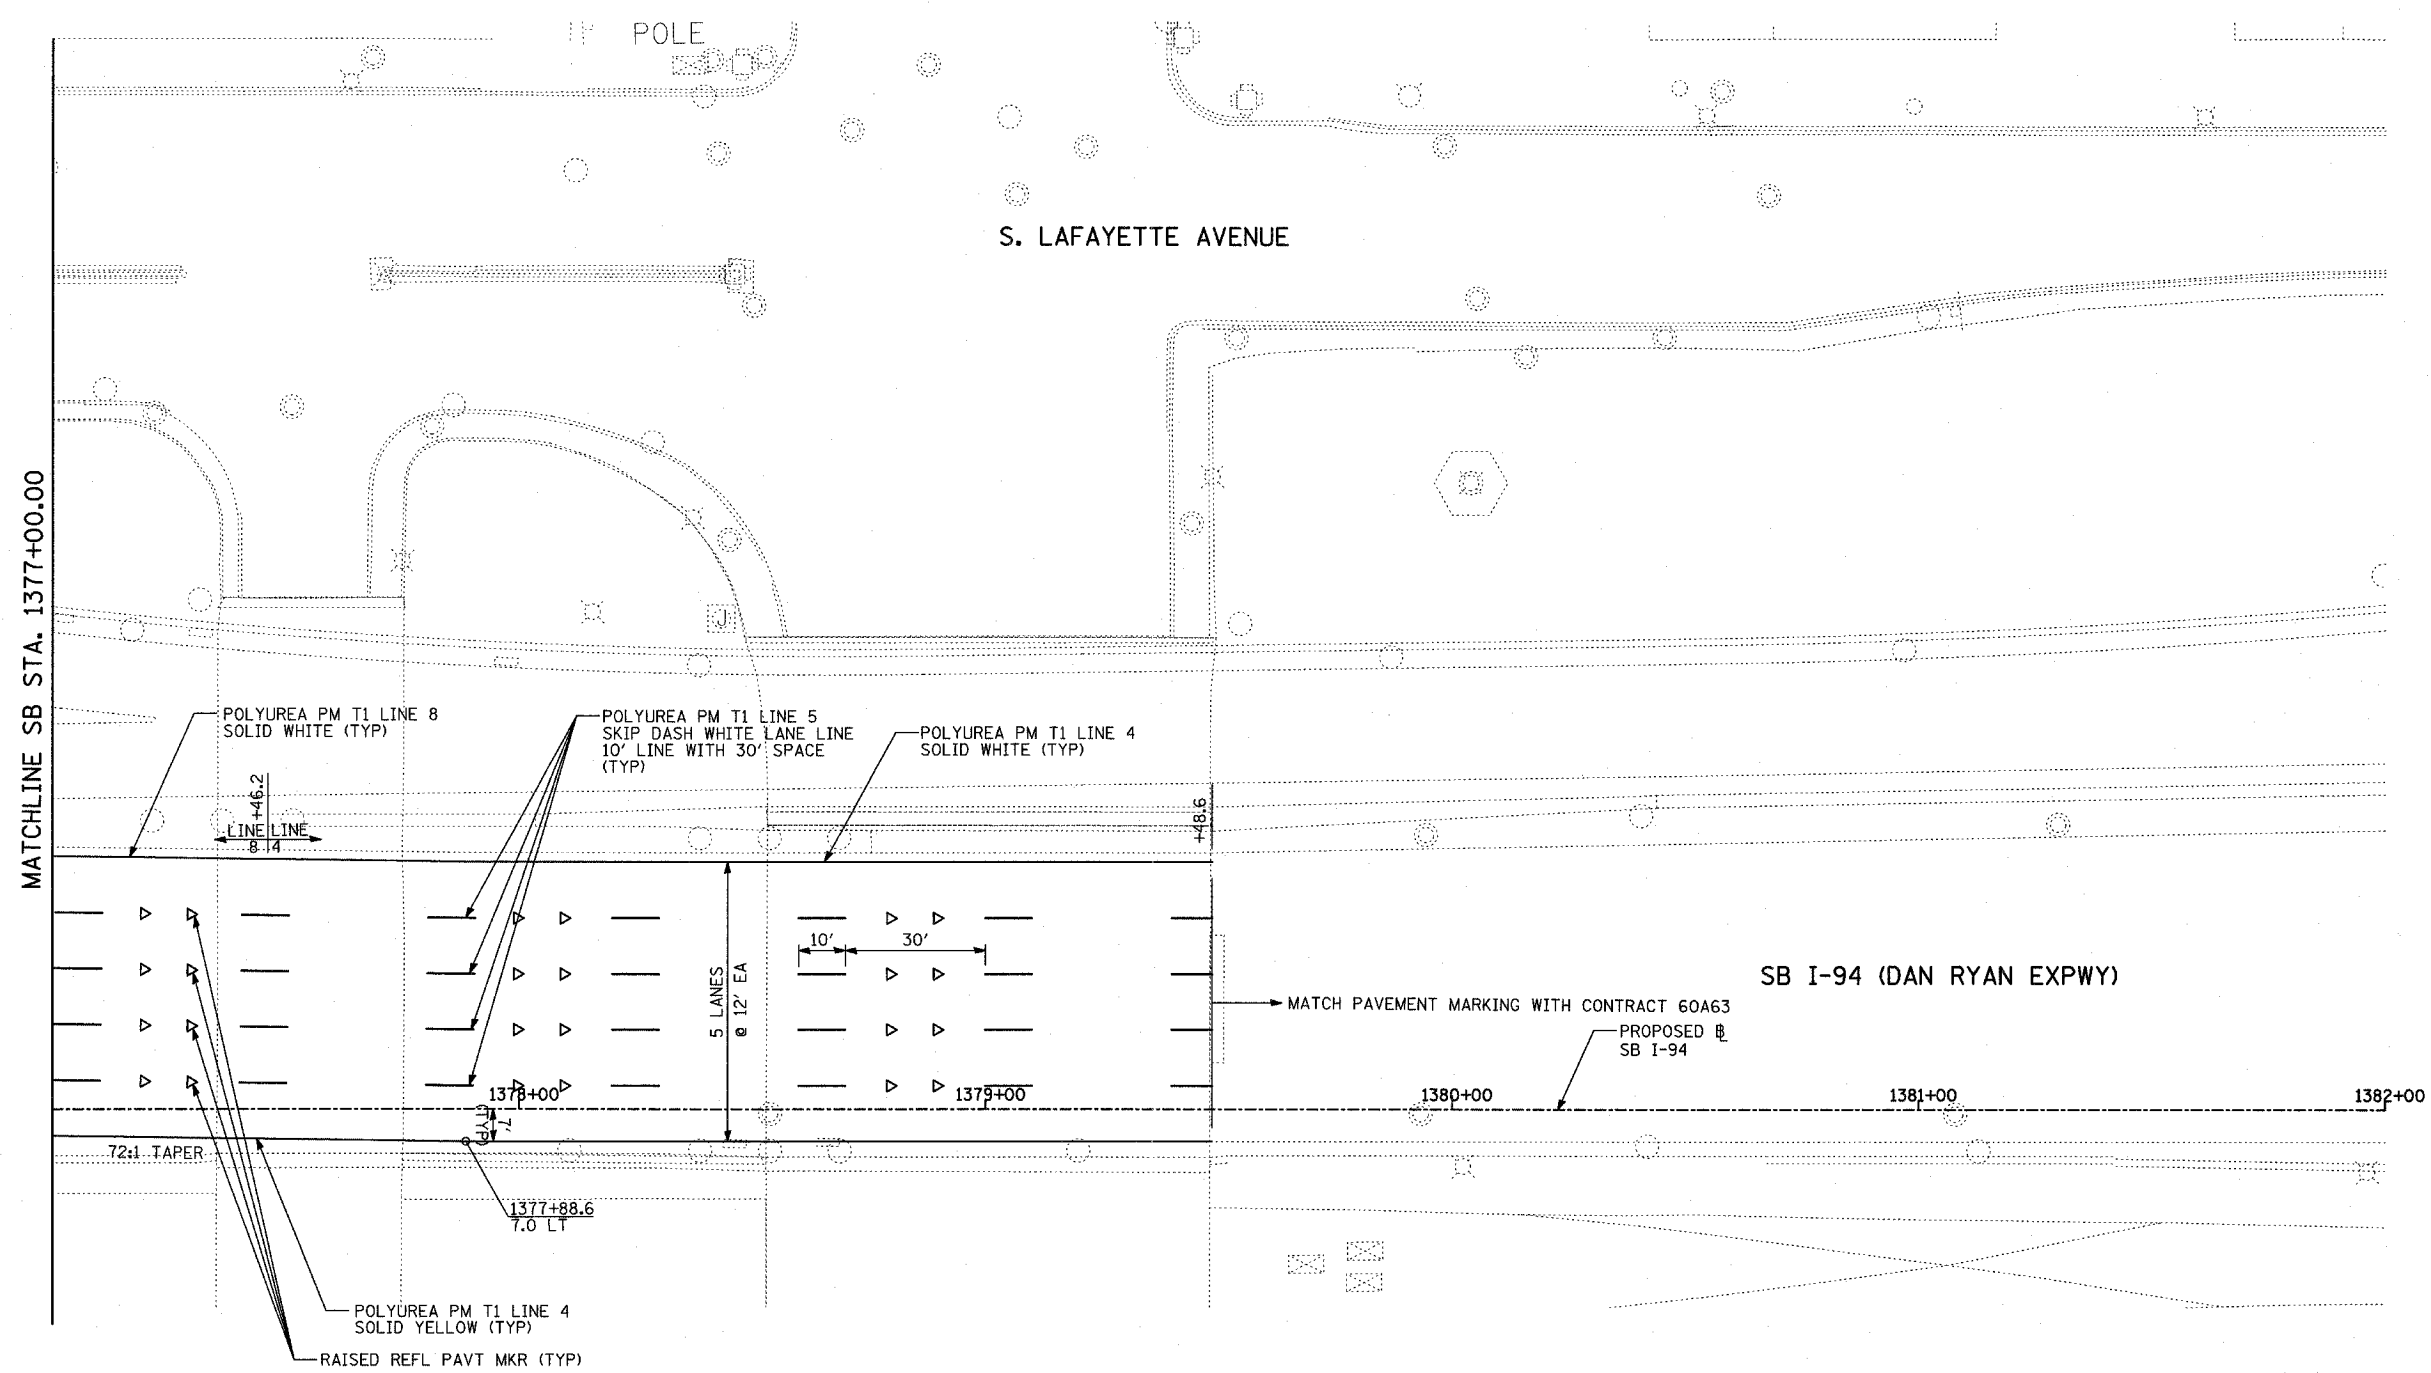 POLE
S. LAFAYETTE AVENUE
MATCHLINE SB STA. 1377+00.00
J
POLYUREA PM T1 LINE 8
SOLID WHITE (TYP)
POLYUREA PM T1 LINE 5
SKIP DASH WHITE LANE LINE
10' LINE WITH 30' SPACE
(TYP)
POLYUREA PM T1 LINE 4
SOLID WHITE (TYP)
+46.2
LINE LINE
8 4
+48.6
10'
30'
5 LANES
@ 12' EA
SB I-94 (DAN RYAN EXPWY)
MATCH PAVEMENT MARKING WITH CONTRACT 60A63
PROPOSED ⅊
SB I-94
1378+00
1379+00
1380+00
1381+00
1382+00
7'
(TYP)
72:1 TAPER
1377+88.6
7.0 LT
POLYUREA PM T1 LINE 4
SOLID YELLOW (TYP)
RAISED REFL PAVT MKR (TYP)